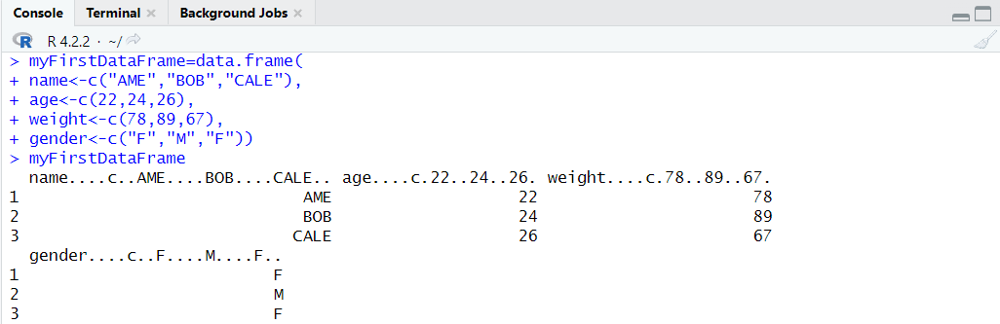 Console Terminal Background Jobs
R R 4.2.2 · ~/
> myFirstDataFrame=data.frame(
+ name<-c("AME","BOB","CALE"),
+ age<-c(22,24,26),
+ weight<-c(78,89,67),
+ gender<-c("F","M","F"))
> myFirstDataFrame
  name....c..AME....BOB....CALE.. age....c.22..24..26. weight....c.78..89..67.
1                             AME                   22                      78
2                             BOB                   24                      89
3                            CALE                   26                      67
  gender....c..F....M....F..
1                          F
2                          M
3                          F